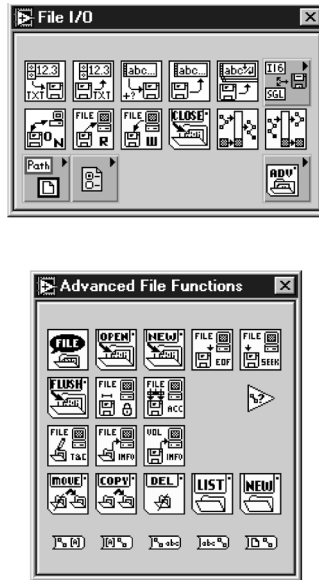 File I/O
12.3 12.3 abc... abc... abc I16
TXT TXT +? SGL
FILE FILE CLOSE
O N R W
Path ADV
Advanced File Functions
FILE OPEN NEW FILE FILE
EOF SEEK
FLUSH FILE FILE
ACC ?
FILE FILE VOL
T&C INFO INFO
MOVE COPY DEL LIST NEW
abc abc